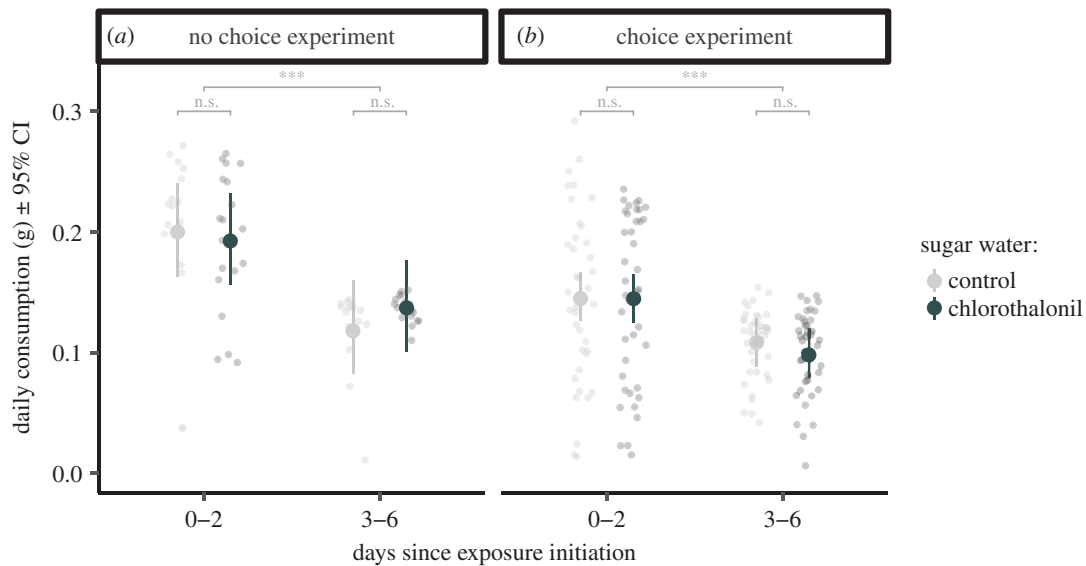 (a) no choice experiment
(b) choice experiment
***
***
n.s.
n.s.
n.s.
n.s.
0.3
0.2
0.1
0.0
daily consumption (g) ± 95% CI
0–2
3–6
0–2
3–6
days since exposure initiation
sugar water:
control
chlorothalonil